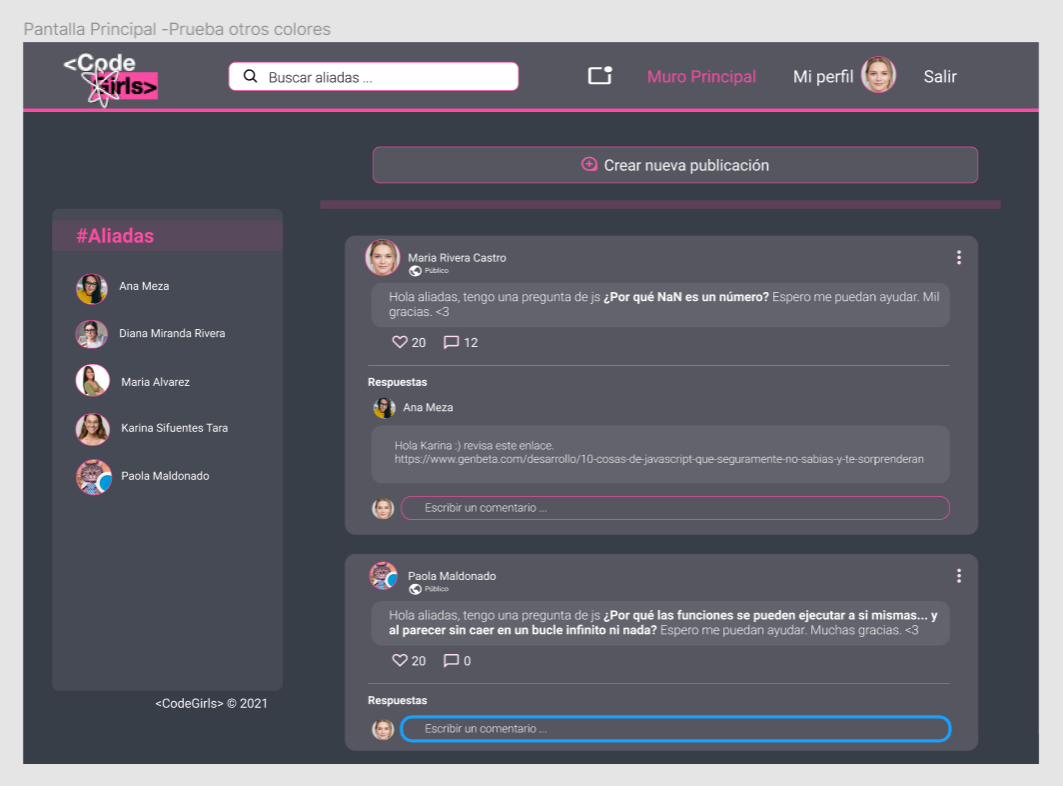 Pantalla Principal -Prueba otros colores
<Code
Girls>
Buscar aliadas ...
Muro Principal
Mi perfil
Salir
Crear nueva publicación
#Aliadas
Ana Meza
Diana Miranda Rivera
Maria Alvarez
Karina Sifuentes Tara
Paola Maldonado
<CodeGirls> © 2021
Maria Rivera Castro
Público
Hola aliadas, tengo una pregunta de js ¿Por qué NaN es un número? Espero me puedan ayudar. Mil
gracias. <3
20
12
Respuestas
Ana Meza
Hola Karina :) revisa este enlace.
https://www.genbeta.com/desarrollo/10-cosas-de-javascript-que-seguramente-no-sabias-y-te-sorprenderan
Escribir un comentario ...
Paola Maldonado
Público
Hola aliadas, tengo una pregunta de js ¿Por qué las funciones se pueden ejecutar a si mismas... y
al parecer sin caer en un bucle infinito ni nada? Espero me puedan ayudar. Muchas gracias. <3
20
0
Respuestas
Escribir un comentario ...